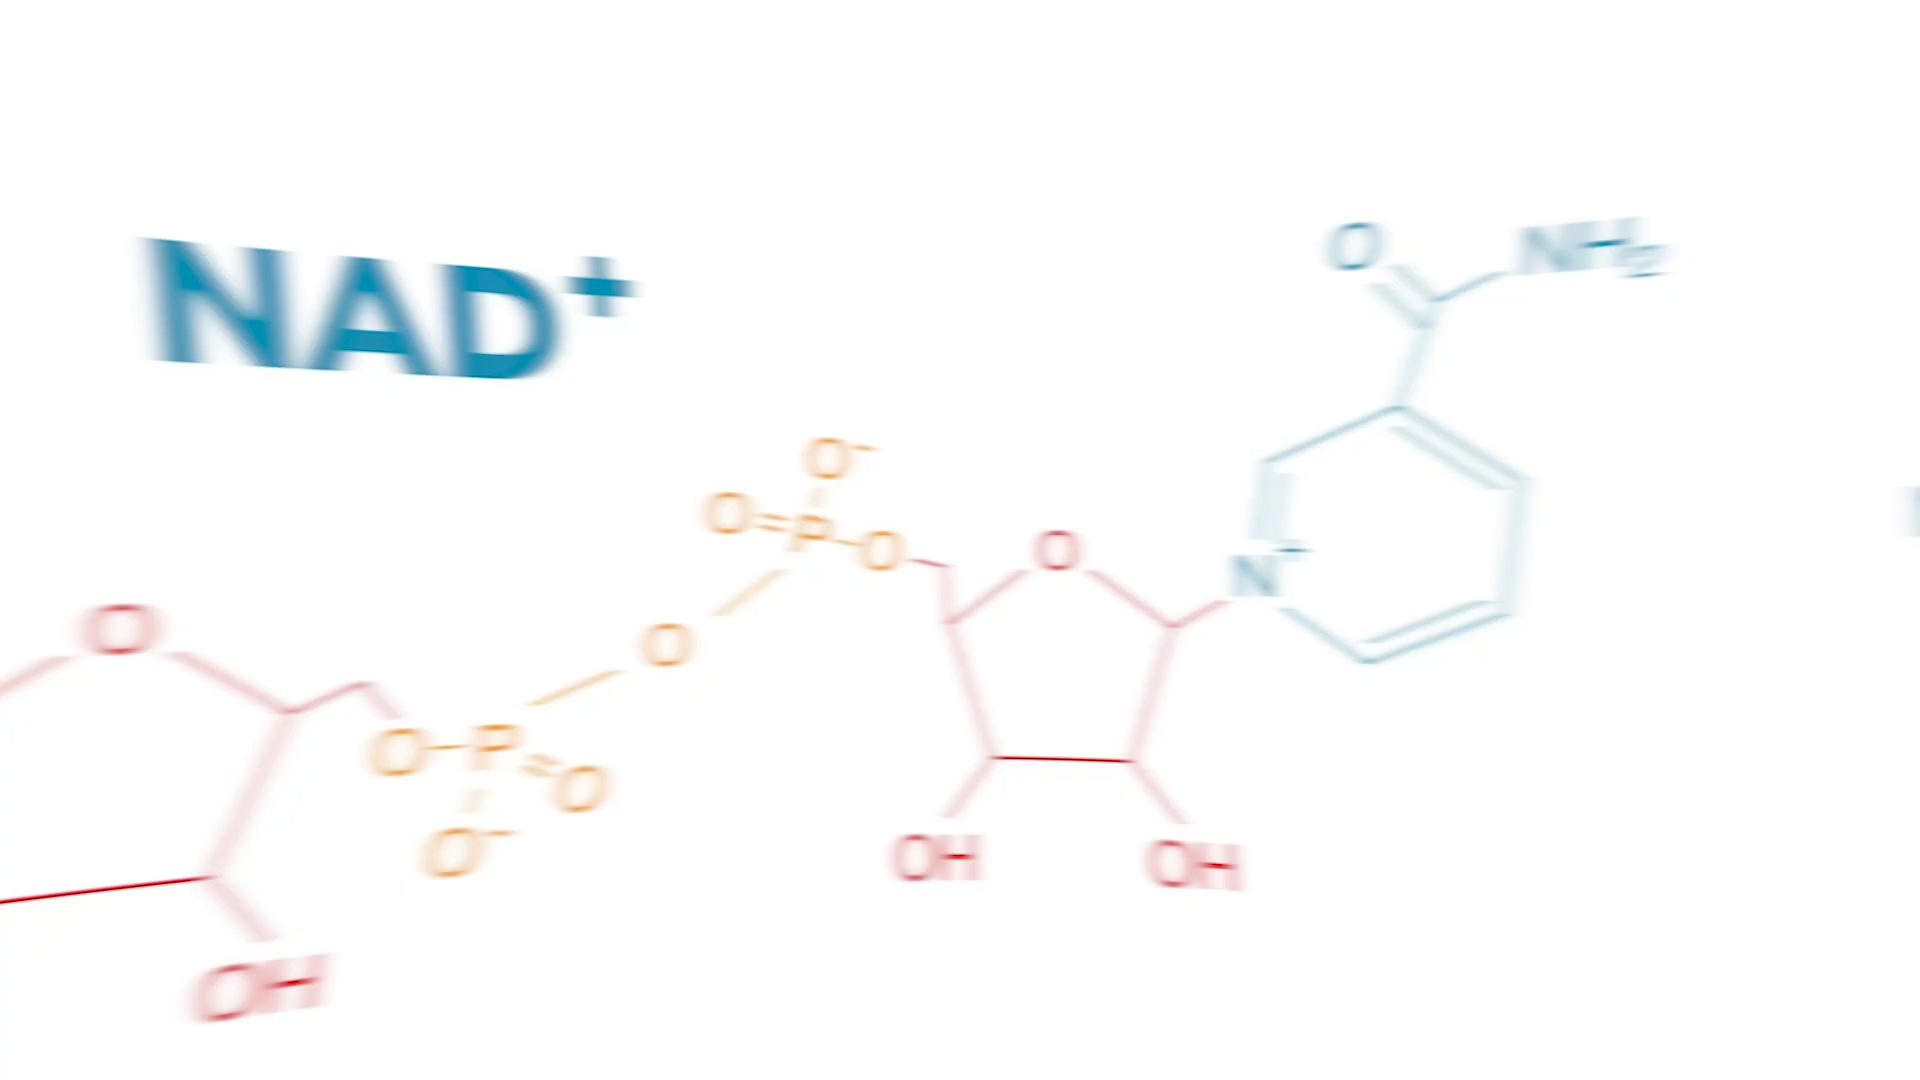 NAD⁺
O NH₂
O⁻
O=P-O
O
N⁺
O
O
O-P=O
O⁻
OH OH
OH